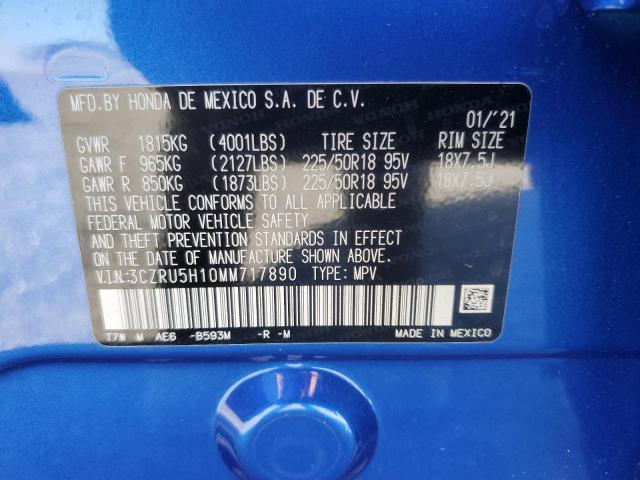 MFD.BY HONDA DE MEXICO S.A. DE C.V.
01/'21
GVWR 1815KG (4001LBS) TIRE SIZE RIM SIZE
GAWR F 965KG (2127LBS) 225/50R18 95V 18X7.5J
GAWR R 850KG (1873LBS) 225/50R18 95V 18X7.5J
THIS VEHICLE CONFORMS TO ALL APPLICABLE
FEDERAL MOTOR VEHICLE SAFETY
AND THEFT PREVENTION STANDARDS IN EFFECT
ON THE DATE OF MANUFACTURE SHOWN ABOVE.
V.I.N:3CZRU5H10MM717890 TYPE: MPV
T7W M AE6 -B593M -R -M MADE IN MEXICO